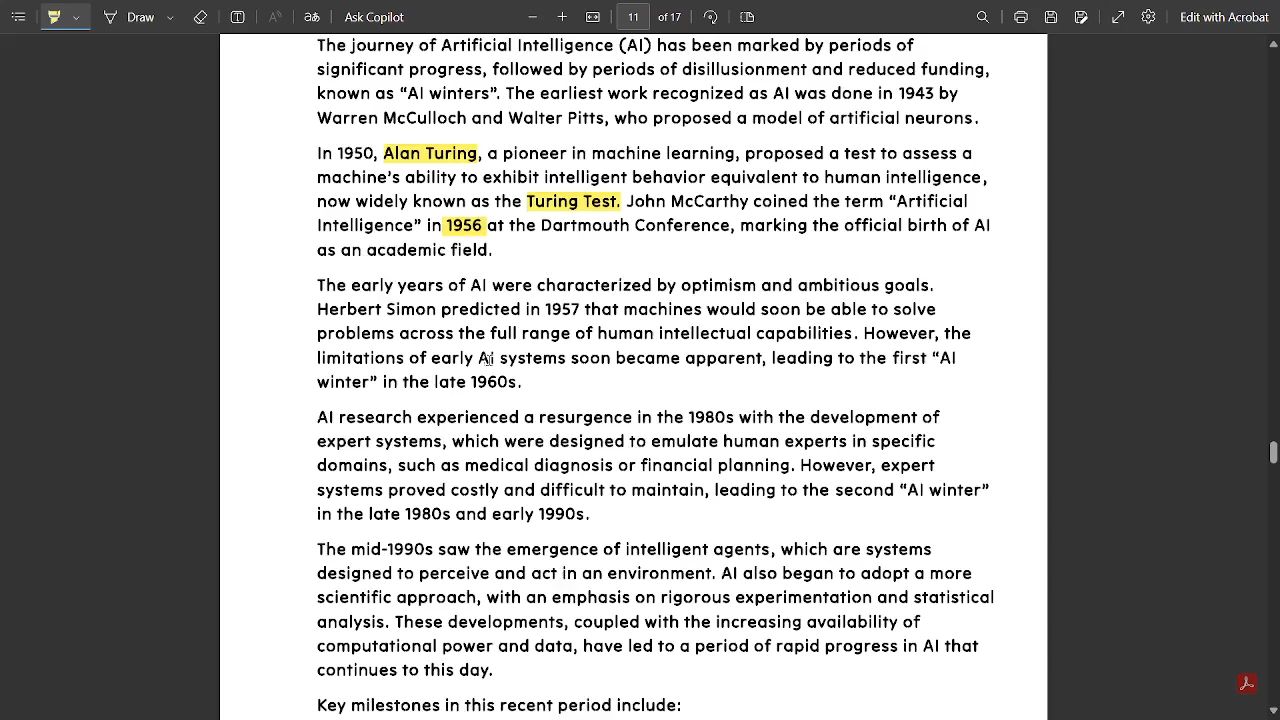 Draw
Ask Copilot
11 of 17
Edit with Acrobat
The journey of Artificial Intelligence (AI) has been marked by periods of
significant progress, followed by periods of disillusionment and reduced funding,
known as “AI winters”. The earliest work recognized as AI was done in 1943 by
Warren McCulloch and Walter Pitts, who proposed a model of artificial neurons.
In 1950, Alan Turing, a pioneer in machine learning, proposed a test to assess a
machine’s ability to exhibit intelligent behavior equivalent to human intelligence,
now widely known as the Turing Test. John McCarthy coined the term “Artificial
Intelligence” in 1956 at the Dartmouth Conference, marking the official birth of AI
as an academic field.
The early years of AI were characterized by optimism and ambitious goals.
Herbert Simon predicted in 1957 that machines would soon be able to solve
problems across the full range of human intellectual capabilities. However, the
limitations of early AI systems soon became apparent, leading to the first “AI
winter” in the late 1960s.
AI research experienced a resurgence in the 1980s with the development of
expert systems, which were designed to emulate human experts in specific
domains, such as medical diagnosis or financial planning. However, expert
systems proved costly and difficult to maintain, leading to the second “AI winter”
in the late 1980s and early 1990s.
The mid-1990s saw the emergence of intelligent agents, which are systems
designed to perceive and act in an environment. AI also began to adopt a more
scientific approach, with an emphasis on rigorous experimentation and statistical
analysis. These developments, coupled with the increasing availability of
computational power and data, have led to a period of rapid progress in AI that
continues to this day.
Key milestones in this recent period include: